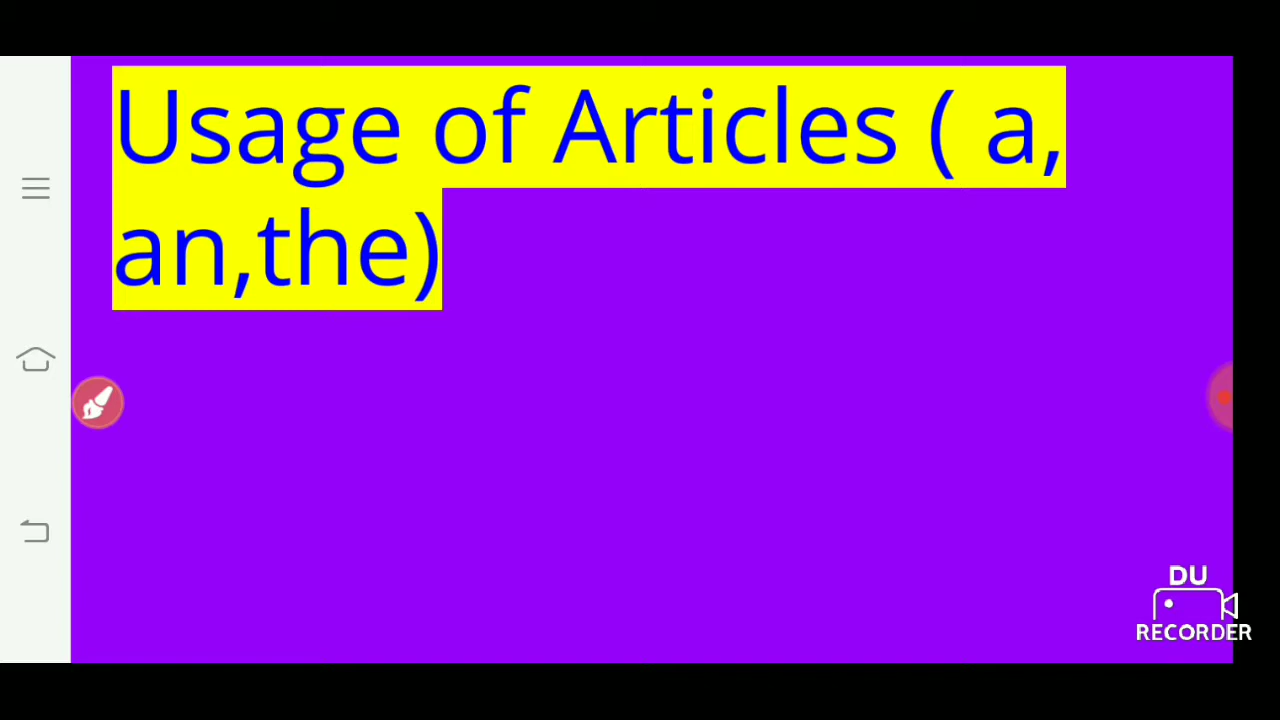 Usage of Articles ( a,
an,the)
DU
RECORDER